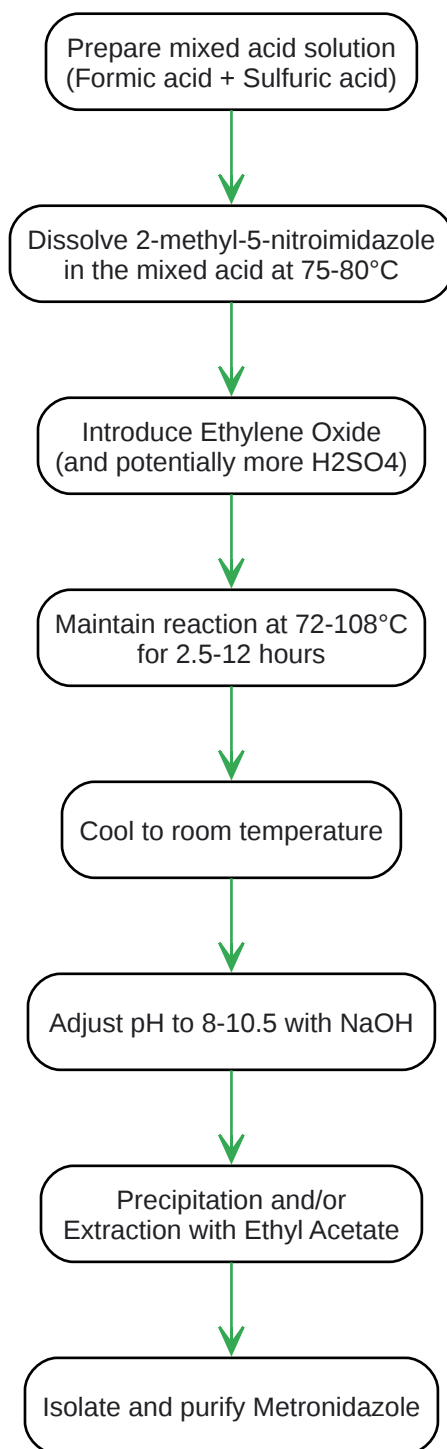 Prepare mixed acid solution
(Formic acid + Sulfuric acid)
Dissolve 2-methyl-5-nitroimidazole
in the mixed acid at 75-80°C
Introduce Ethylene Oxide
(and potentially more H2SO4)
Maintain reaction at 72-108°C
for 2.5-12 hours
Cool to room temperature
Adjust pH to 8-10.5 with NaOH
Precipitation and/or
Extraction with Ethyl Acetate
Isolate and purify Metronidazole